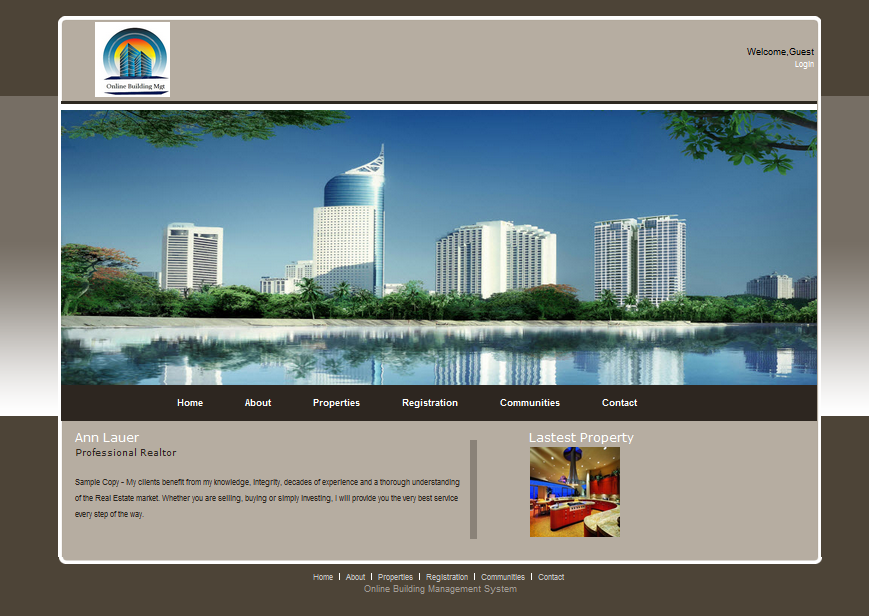 Online Building Mgt
Welcome,Guest
Login
Home About Properties Registration Communities Contact
Ann Lauer
Professional Realtor
Sample Copy - My clients benefit from my knowledge, integrity, decades of experience and a thorough understanding
of the Real Estate market. Whether you are selling, buying or simply investing, I will provide you the very best service
every step of the way.
Lastest Property
Home | About | Properties | Registration | Communities | Contact
Online Building Management System